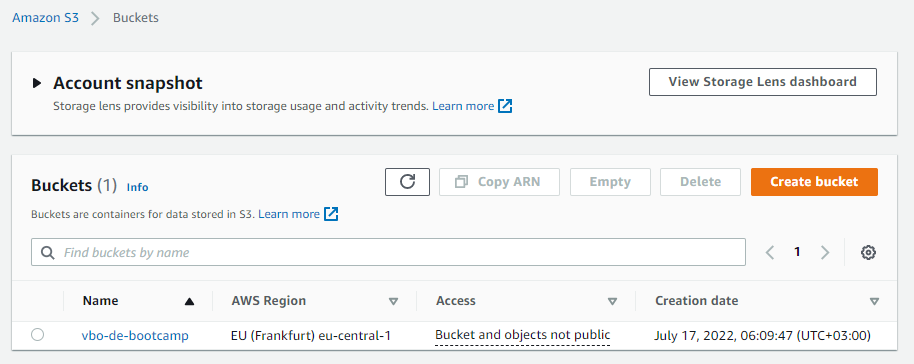 Amazon S3 > Buckets
Account snapshot
View Storage Lens dashboard
Storage lens provides visibility into storage usage and activity trends. Learn more
Buckets (1) Info
Copy ARN Empty Delete Create bucket
Buckets are containers for data stored in S3. Learn more
Find buckets by name
1
Name AWS Region Access Creation date
vbo-de-bootcamp EU (Frankfurt) eu-central-1 Bucket and objects not public July 17, 2022, 06:09:47 (UTC+03:00)